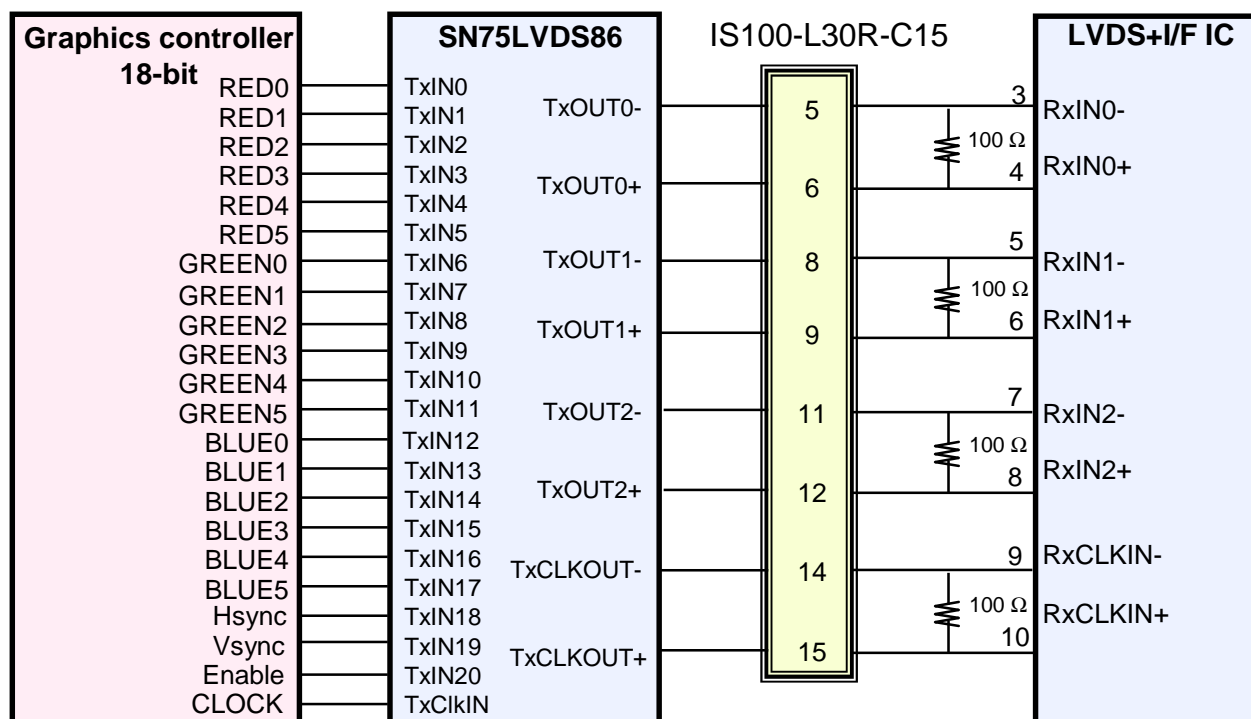 Graphics controller
18-bit
RED0
RED1
RED2
RED3
RED4
RED5
GREEN0
GREEN1
GREEN2
GREEN3
GREEN4
GREEN5
BLUE0
BLUE1
BLUE2
BLUE3
BLUE4
BLUE5
Hsync
Vsync
Enable
CLOCK
SN75LVDS86
TxIN0
TxIN1
TxIN2
TxIN3
TxIN4
TxIN5
TxIN6
TxIN7
TxIN8
TxIN9
TxIN10
TxIN11
TxIN12
TxIN13
TxIN14
TxIN15
TxIN16
TxIN17
TxIN18
TxIN19
TxIN20
TxClkIN
TxOUT0-
TxOUT0+
TxOUT1-
TxOUT1+
TxOUT2-
TxOUT2+
TxCLKOUT-
TxCLKOUT+
IS100-L30R-C15
5
6
8
9
11
12
14
15
3
100 Ω
4
5
100 Ω
6
7
100 Ω
8
9
100 Ω
10
LVDS+I/F IC
RxIN0-
RxIN0+
RxIN1-
RxIN1+
RxIN2-
RxIN2+
RxCLKIN-
RxCLKIN+